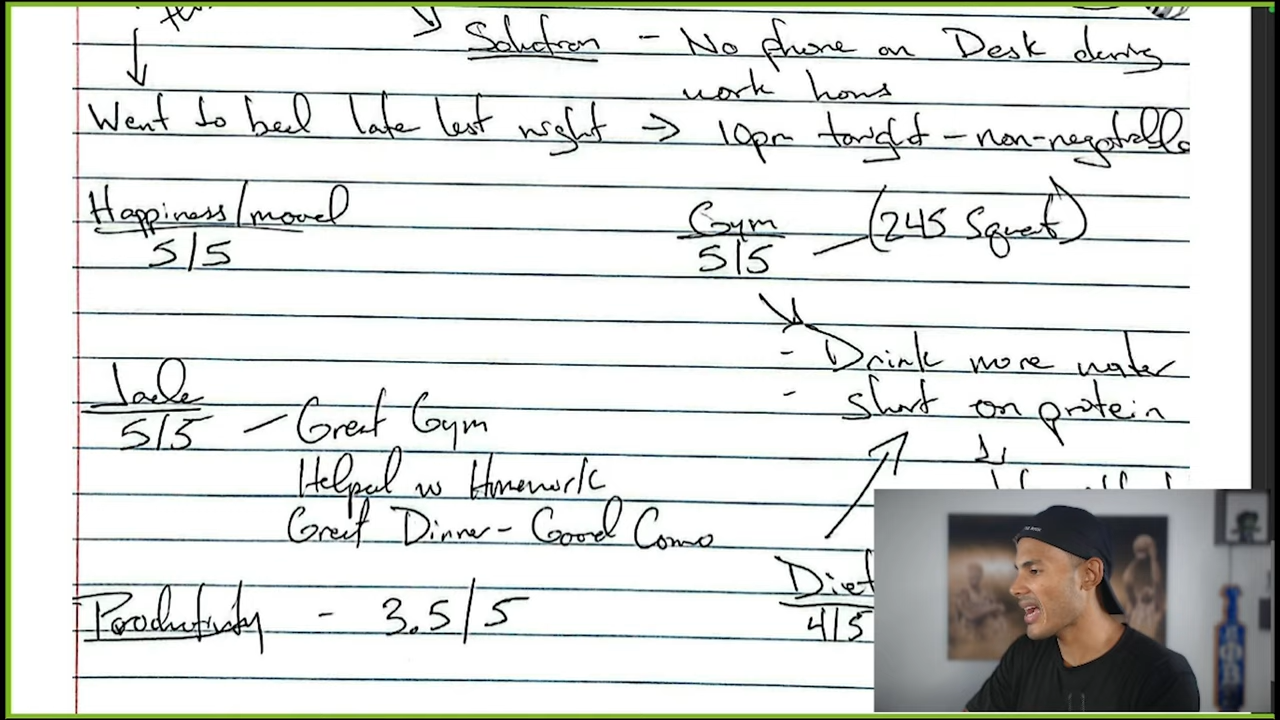 Solution - No phone on Desk during
work hours
Went to bed late last night → 10pm tonight - non-negotiable
Happiness/mood
5/5
Gym
5/5
(245 Squat)
- Drink more water
- short on protein
Jade
5/5 - Great Gym
Helped w Homework
Great Dinner - Good Convo
Productivity - 3.5/5
Diet
4/5